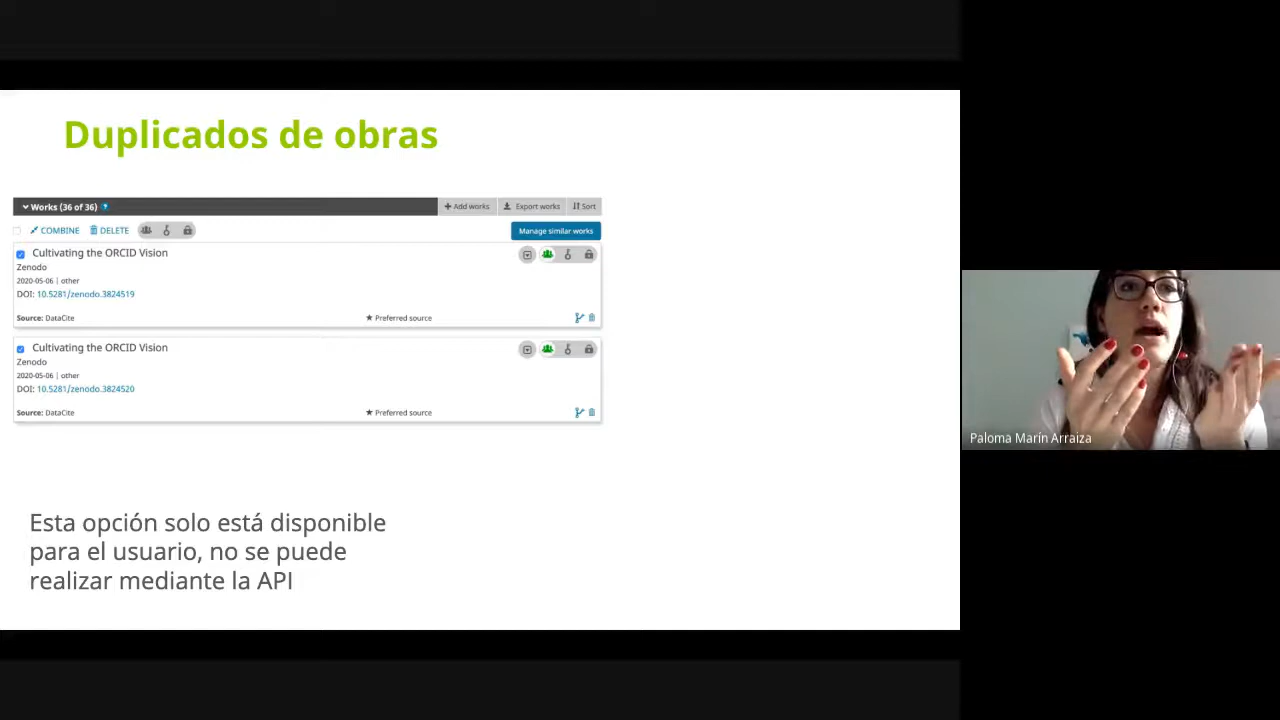 Duplicados de obras
Works (36 of 36) ?
Add works
Export works
Sort
COMBINE
DELETE
Manage similar works
Cultivating the ORCID Vision
Zenodo
2020-05-06 | other
DOI: 10.5281/zenodo.3824519
Source: DataCite
Preferred source
Cultivating the ORCID Vision
Zenodo
2020-05-06 | other
DOI: 10.5281/zenodo.3824520
Source: DataCite
Preferred source
Esta opción solo está disponible
para el usuario, no se puede
realizar mediante la API
Paloma Marín Arraiza